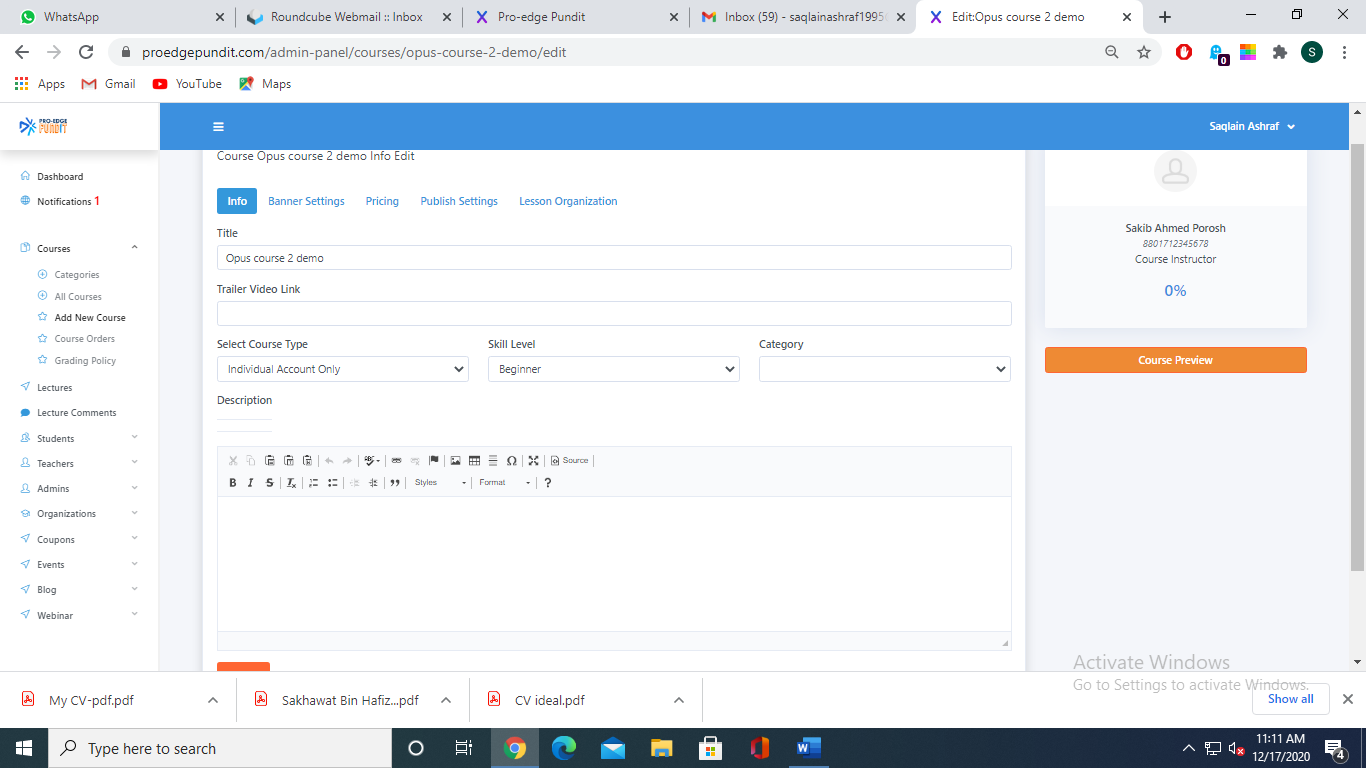 WhatsApp
Roundcube Webmail :: Inbox
Pro-edge Pundit
Inbox (59) - saqlainashraf1995
Edit:Opus course 2 demo
proedgepundit.com/admin-panel/courses/opus-course-2-demo/edit
0
S
Apps
Gmail
YouTube
Maps
PRO-EDGE
PUNDIT
Saqlain Ashraf
Dashboard
Notifications 1
Courses
Categories
All Courses
Add New Course
Course Orders
Grading Policy
Lectures
Lecture Comments
Students
Teachers
Admins
Organizations
Coupons
Events
Blog
Webinar
Course Opus course 2 demo Info Edit
Info Banner Settings Pricing Publish Settings Lesson Organization
Title
Opus course 2 demo
Trailer Video Link
Select Course Type Skill Level Category
Individual Account Only Beginner
Description
Source
B I S Styles Format ?
Sakib Ahmed Porosh
8801712345678
Course Instructor
0%
Course Preview
Activate Windows
Go to Settings to activate Windows.
My CV-pdf.pdf
Sakhawat Bin Hafiz...pdf
CV ideal.pdf
Show all
Type here to search
11:11 AM
12/17/2020
4